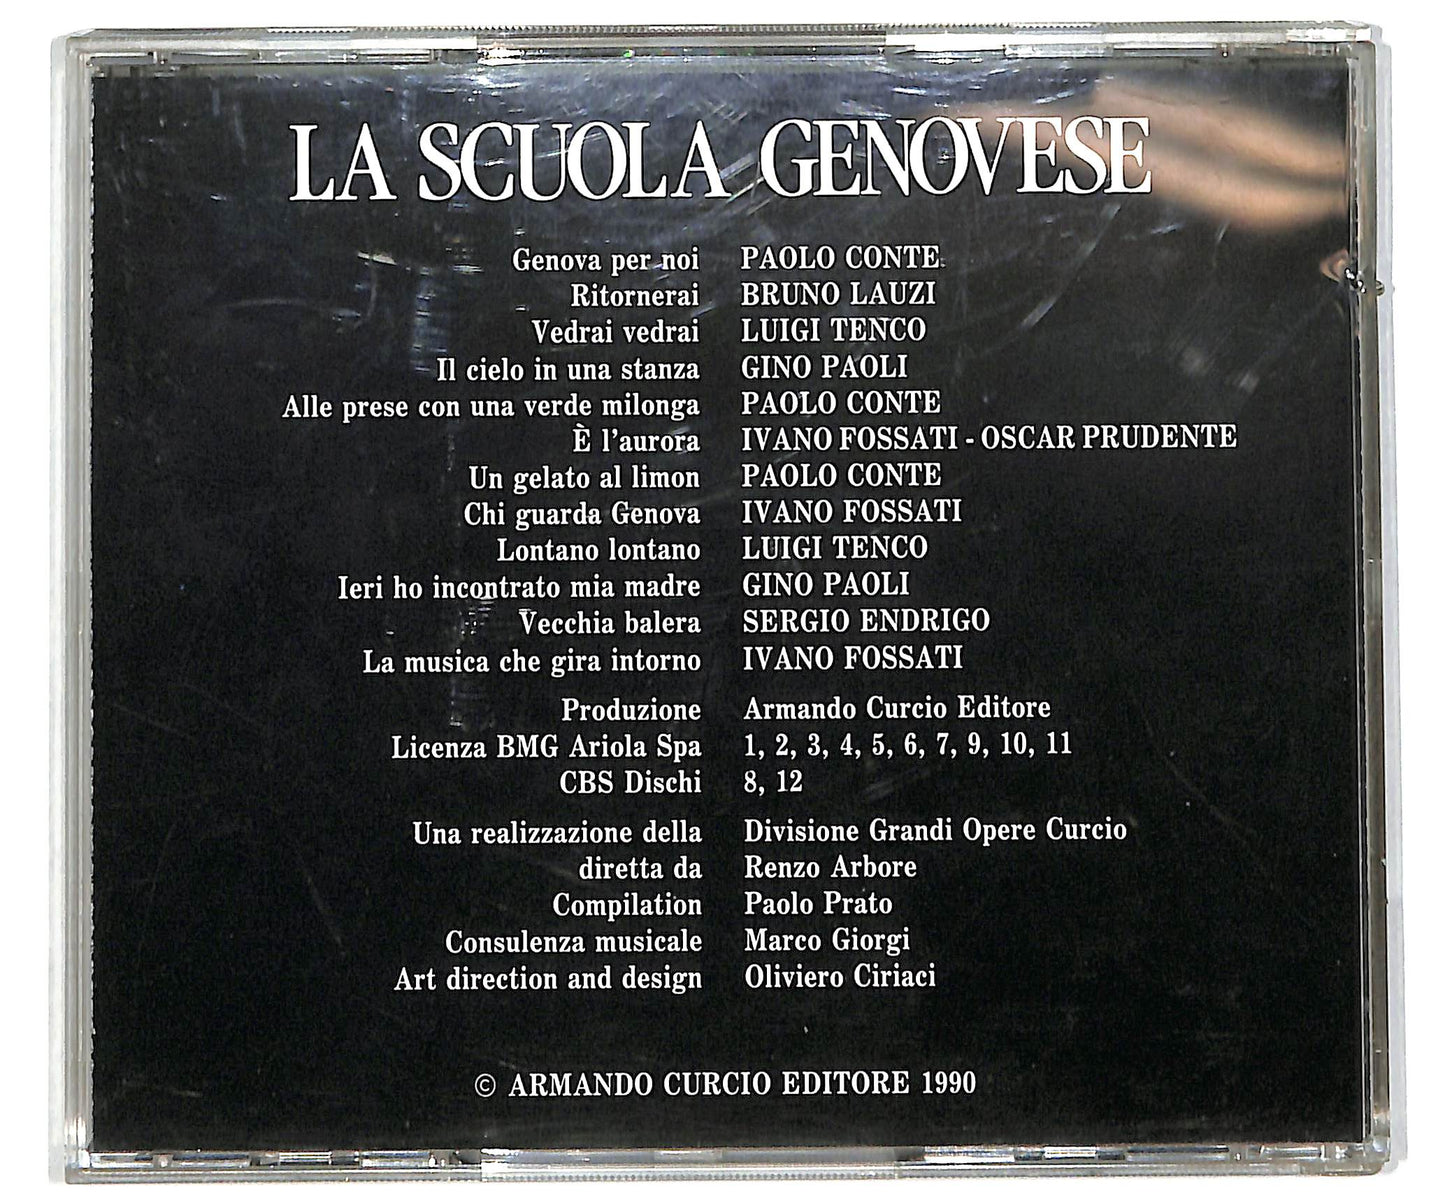 LA SCUOLA GENOVESE
Genova per noi PAOLO CONTE
Ritornerai BRUNO LAUZI
Vedrai vedrai LUIGI TENCO
Il cielo in una stanza GINO PAOLI
Alle prese con una verde milonga PAOLO CONTE
È l'aurora IVANO FOSSATI - OSCAR PRUDENTE
Un gelato al limon PAOLO CONTE
Chi guarda Genova IVANO FOSSATI
Lontano lontano LUIGI TENCO
Ieri ho incontrato mia madre GINO PAOLI
Vecchia balera SERGIO ENDRIGO
La musica che gira intorno IVANO FOSSATI
Produzione Armando Curcio Editore
Licenza BMG Ariola Spa 1, 2, 3, 4, 5, 6, 7, 9, 10, 11
CBS Dischi 8, 12
Una realizzazione della Divisione Grandi Opere Curcio
diretta da Renzo Arbore
Compilation Paolo Prato
Consulenza musicale Marco Giorgi
Art direction and design Oliviero Ciriaci
© ARMANDO CURCIO EDITORE 1990